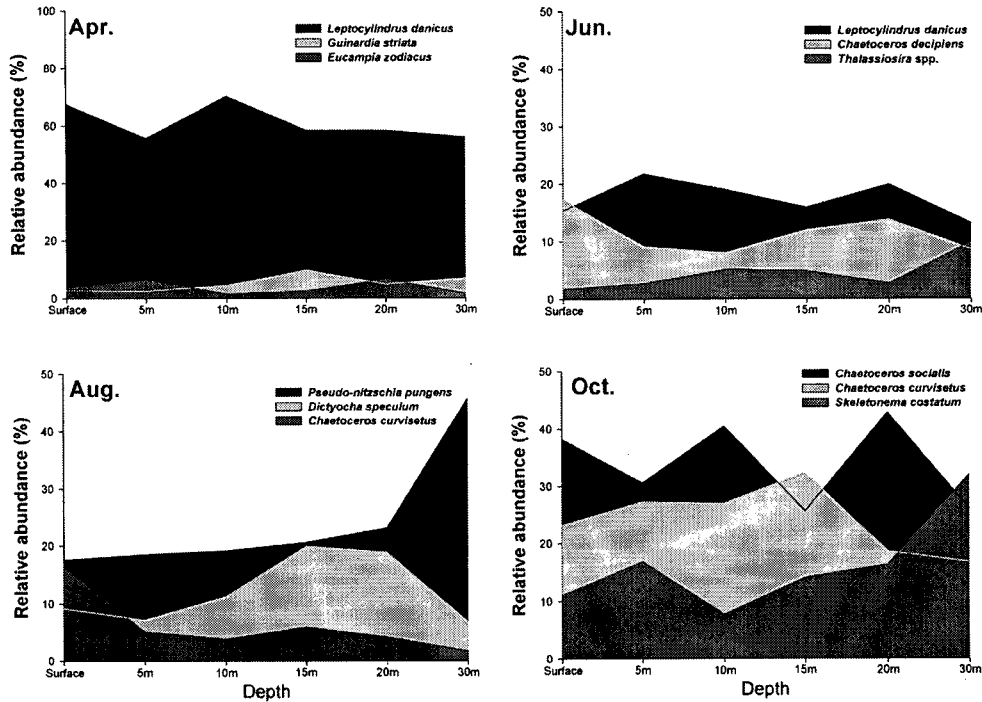 Apr.
Leptocylindrus danicus
Guinardia striata
Eucampia zodiacus
Relative abundance (%)
100
80
60
40
20
0
Surface 5m 10m 15m 20m 30m
Jun.
Leptocylindrus danicus
Chaetoceros decipiens
Thalassiosira spp.
Relative abundance (%)
50
40
30
20
10
0
Surface 5m 10m 15m 20m 30m
Aug.
Pseudo-nitzschia pungens
Dictyocha speculum
Chaetoceros curvisetus
Relative abundance (%)
50
40
30
20
10
0
Surface 5m 10m 15m 20m 30m
Depth
Oct.
Chaetoceros socialis
Chaetoceros curvisetus
Skeletonema costatum
Relative abundance (%)
50
40
30
20
10
0
Surface 5m 10m 15m 20m 30m
Depth